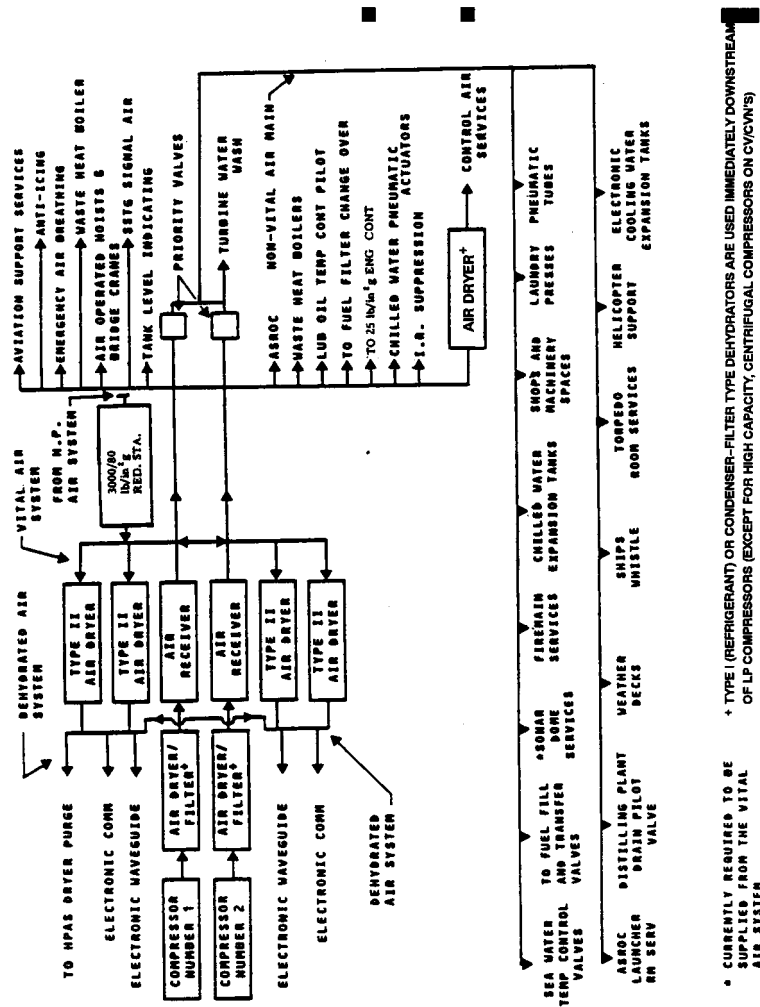 AVIATION SUPPORT SERVICES
ANTI-ICING
EMERGENCY AIR BREATHING
WASTE HEAT BOILER
AIR OPERATED HOISTS &
BRIDGE CRANES
SSTG SIGNAL AIR
TANK LEVEL INDICATING
PRIORITY VALVES
TURBINE WATER
WASH
NON-VITAL AIR MAIN
ASROC
WASTE HEAT BOILERS
LUB OIL TEMP CONT PILOT
TO FUEL FILTER CHANGE OVER
TO 25 lb/in²g ENG CONT
CHILLED WATER PNEUMATIC
ACTUATORS
I.R. SUPPRESSION
CONTROL AIR
SERVICES
AIR DRYER+
FROM H.P.
AIR SYSTEM
3000/80
lb/in²g
RED. STA.
VITAL AIR
SYSTEM
DEHYDRATED AIR
SYSTEM
TYPE II
AIR DRYER
TYPE II
AIR DRYER
AIR
RECEIVER
AIR
RECEIVER
TYPE II
AIR DRYER
TYPE II
AIR DRYER
TO HPAS DRYER PURGE
ELECTRONIC COMM
ELECTRONIC WAVEGUIDE
AIR DRYER/
FILTER+
AIR DRYER/
FILTER+
COMPRESSOR
NUMBER 1
COMPRESSOR
NUMBER 2
ELECTRONIC WAVEGUIDE
ELECTRONIC COMM
DEHYDRATED
AIR SYSTEM
SEA WATER
TEMP CONTROL
VALVES
TO FUEL FILL
AND TRANSFER
VALVES
*SONAR
DOME
SERVICES
FIREMAIN
SERVICES
CHILLED WATER
EXPANSION TANKS
SHOPS AND
MACHINERY
SPACES
LAUNDRY
PRESSES
PNEUMATIC
TUBES
ASROC
LAUNCHER
RM SERV
DISTILLING PLANT
DRAIN PILOT
VALVE
WEATHER
DECKS
SHIPS
WHISTLE
TORPEDO
ROOM SERVICES
HELICOPTER
SUPPORT
ELECTRONIC
COOLING WATER
EXPANSION TANKS
* CURRENTLY REQUIRED TO BE
SUPPLIED FROM THE VITAL
AIR SYSTEM
+ TYPE I (REFRIGERANT) OR CONDENSER-FILTER TYPE DEHYDRATORS ARE USED IMMEDIATELY DOWNSTREAM
OF LP COMPRESSORS (EXCEPT FOR HIGH CAPACITY, CENTRIFUGAL COMPRESSORS ON CV/CVN'S)